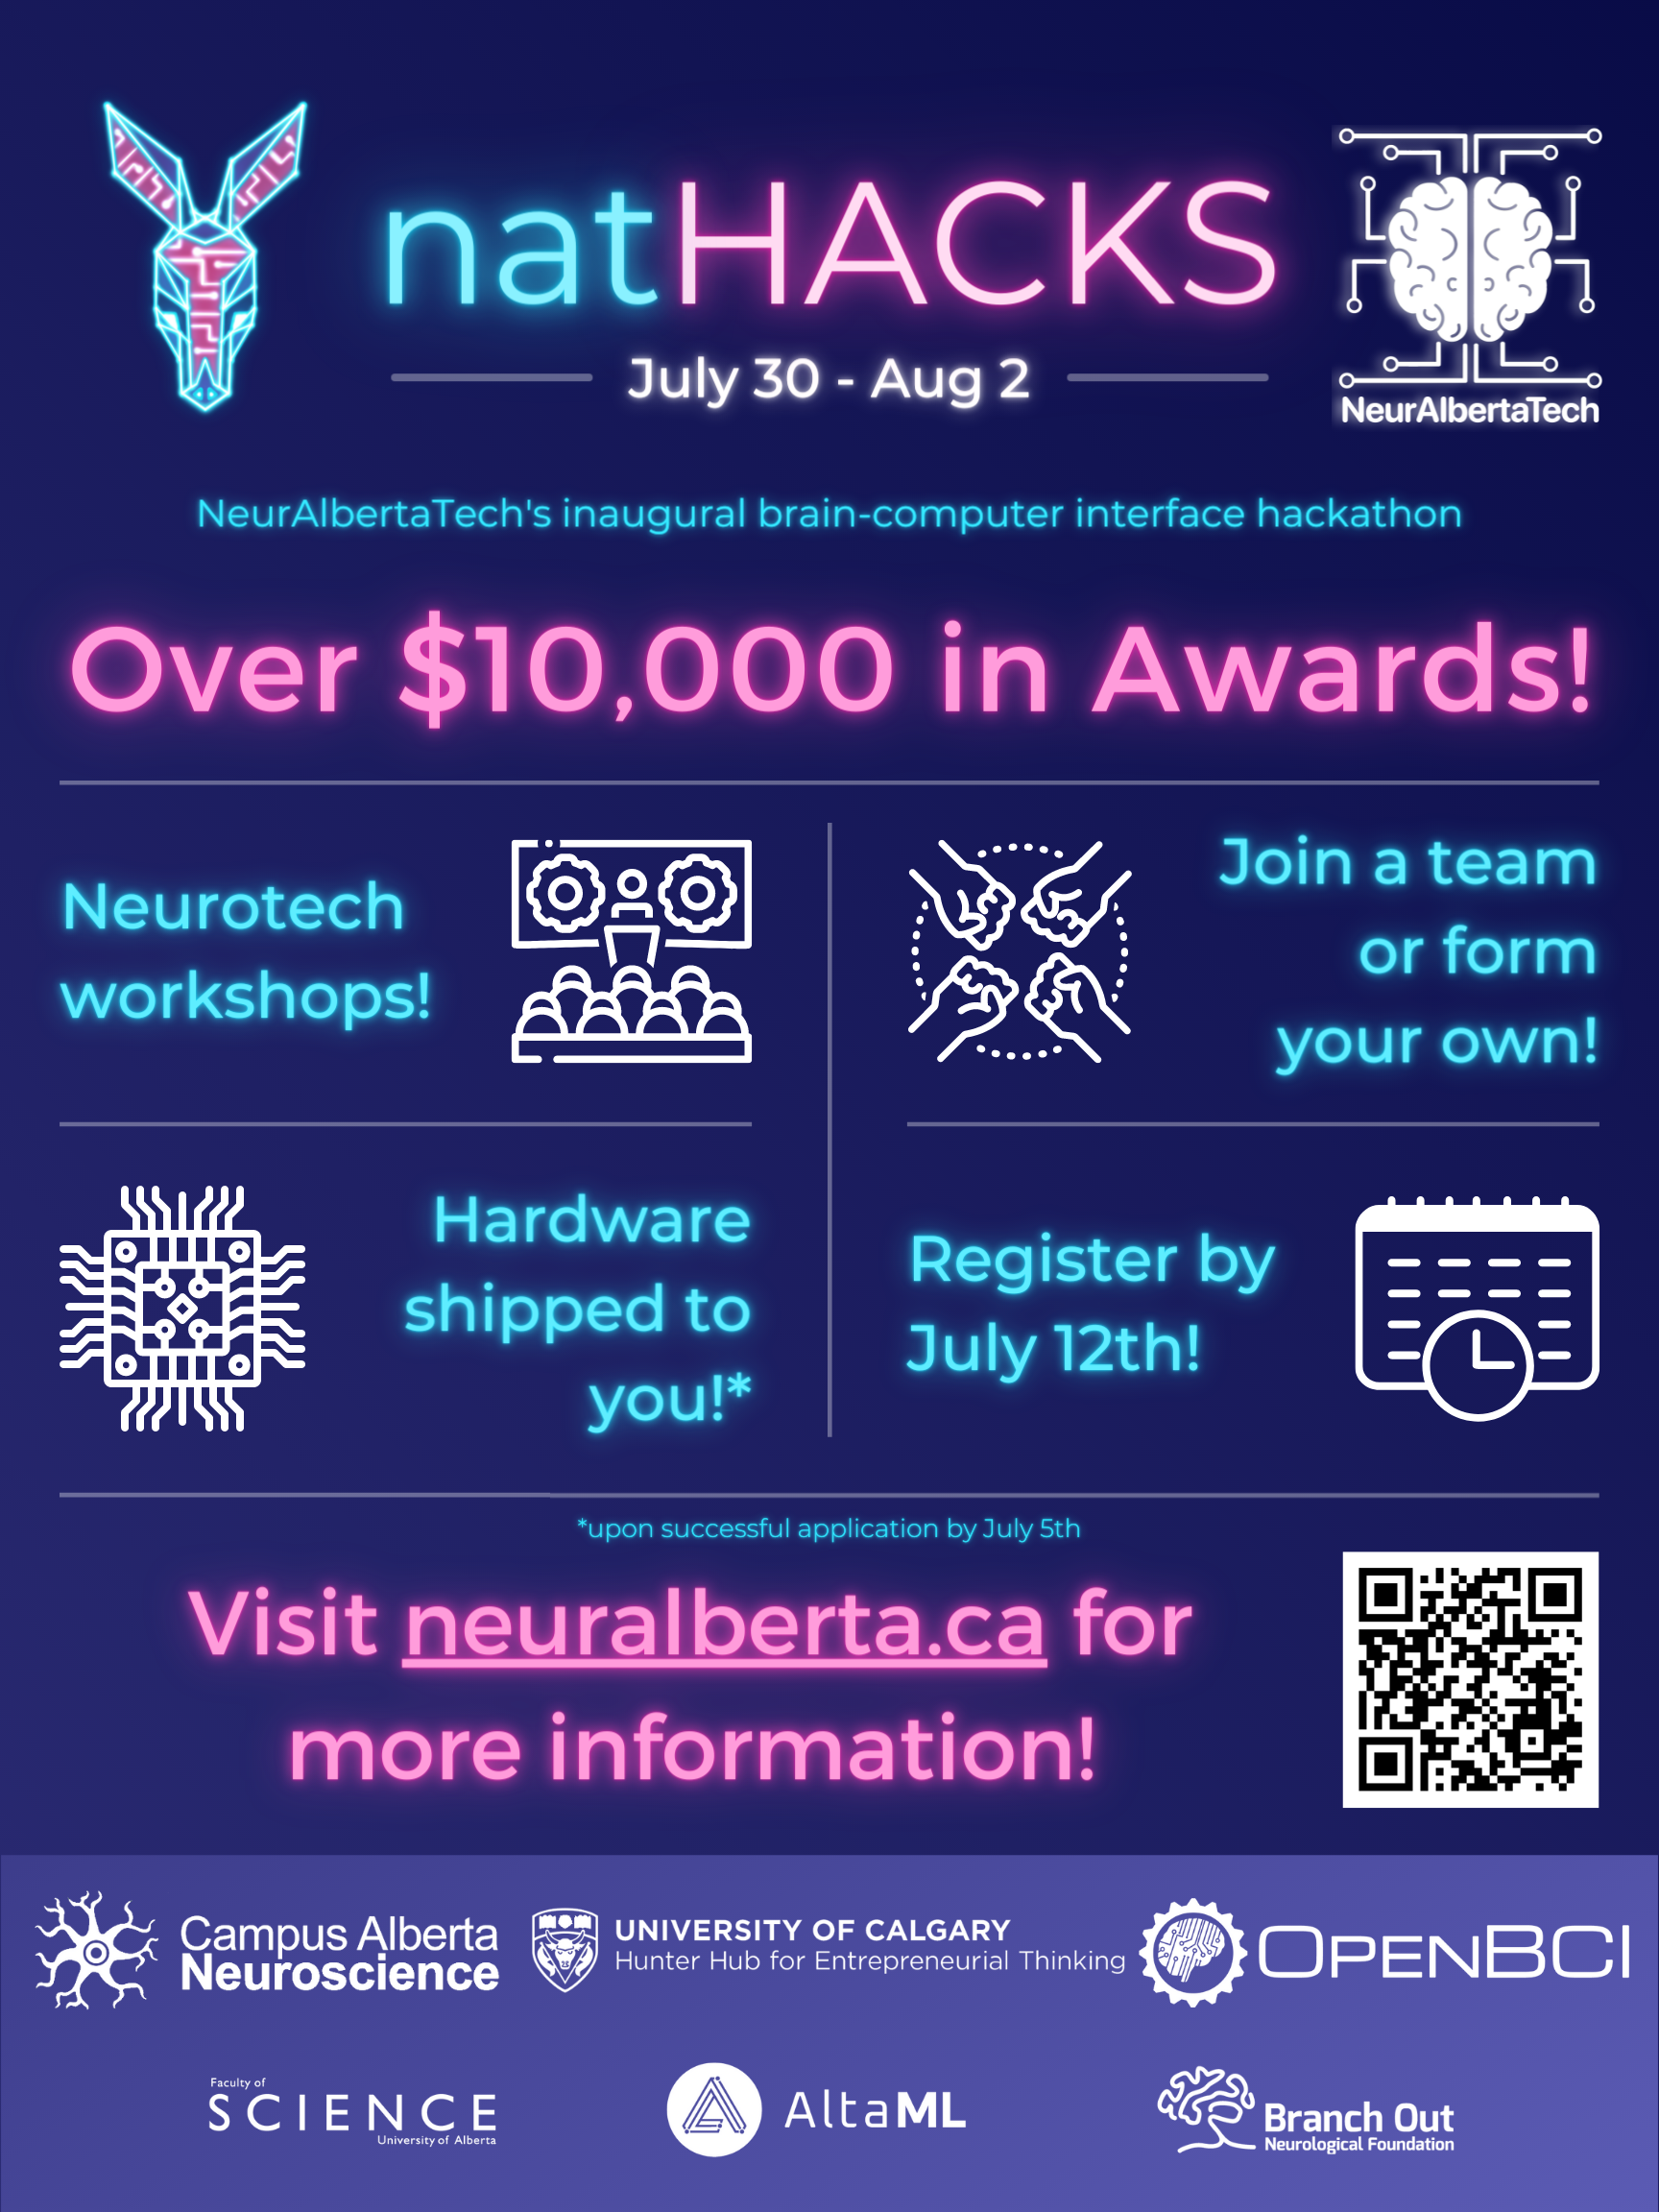 natHACKS
July 30 - Aug 2
NeurAlbertaTech
NeurAlbertaTech's inaugural brain-computer interface hackathon
Over $10,000 in Awards!
Neurotech
workshops!
Join a team
or form
your own!
Hardware
shipped to
you!*
Register by
July 12th!
*upon successful application by July 5th
Visit neuralberta.ca for
more information!
Campus Alberta
Neuroscience
UNIVERSITY OF CALGARY
Hunter Hub for Entrepreneurial Thinking
OPENBCI
Faculty of
SCIENCE
University of Alberta
AltaML
Branch Out
Neurological Foundation